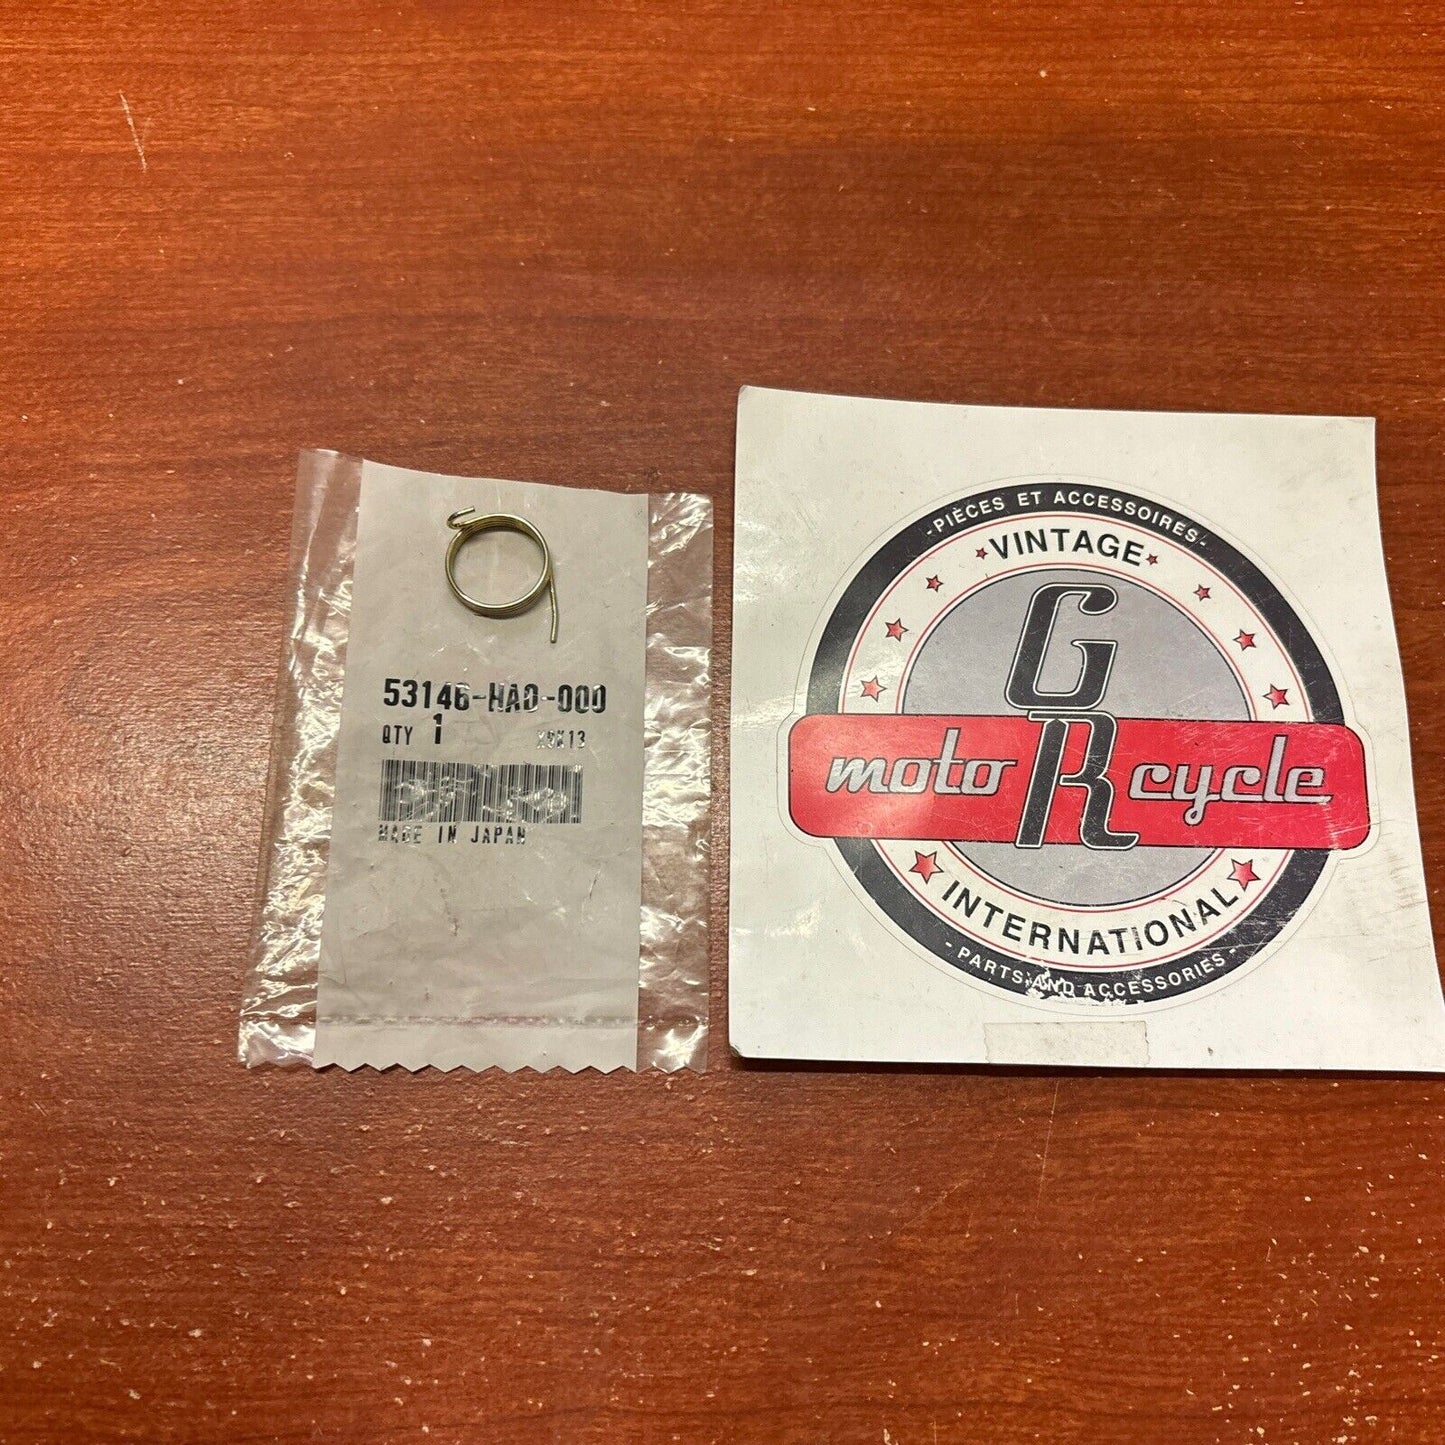 53146-HA0-000
QTY 1
MADE IN JAPAN
-PIÈCES ET ACCESSOIRES-
VINTAGE
GR
moto cycle
INTERNATIONAL
- PARTS AND ACCESSORIES -